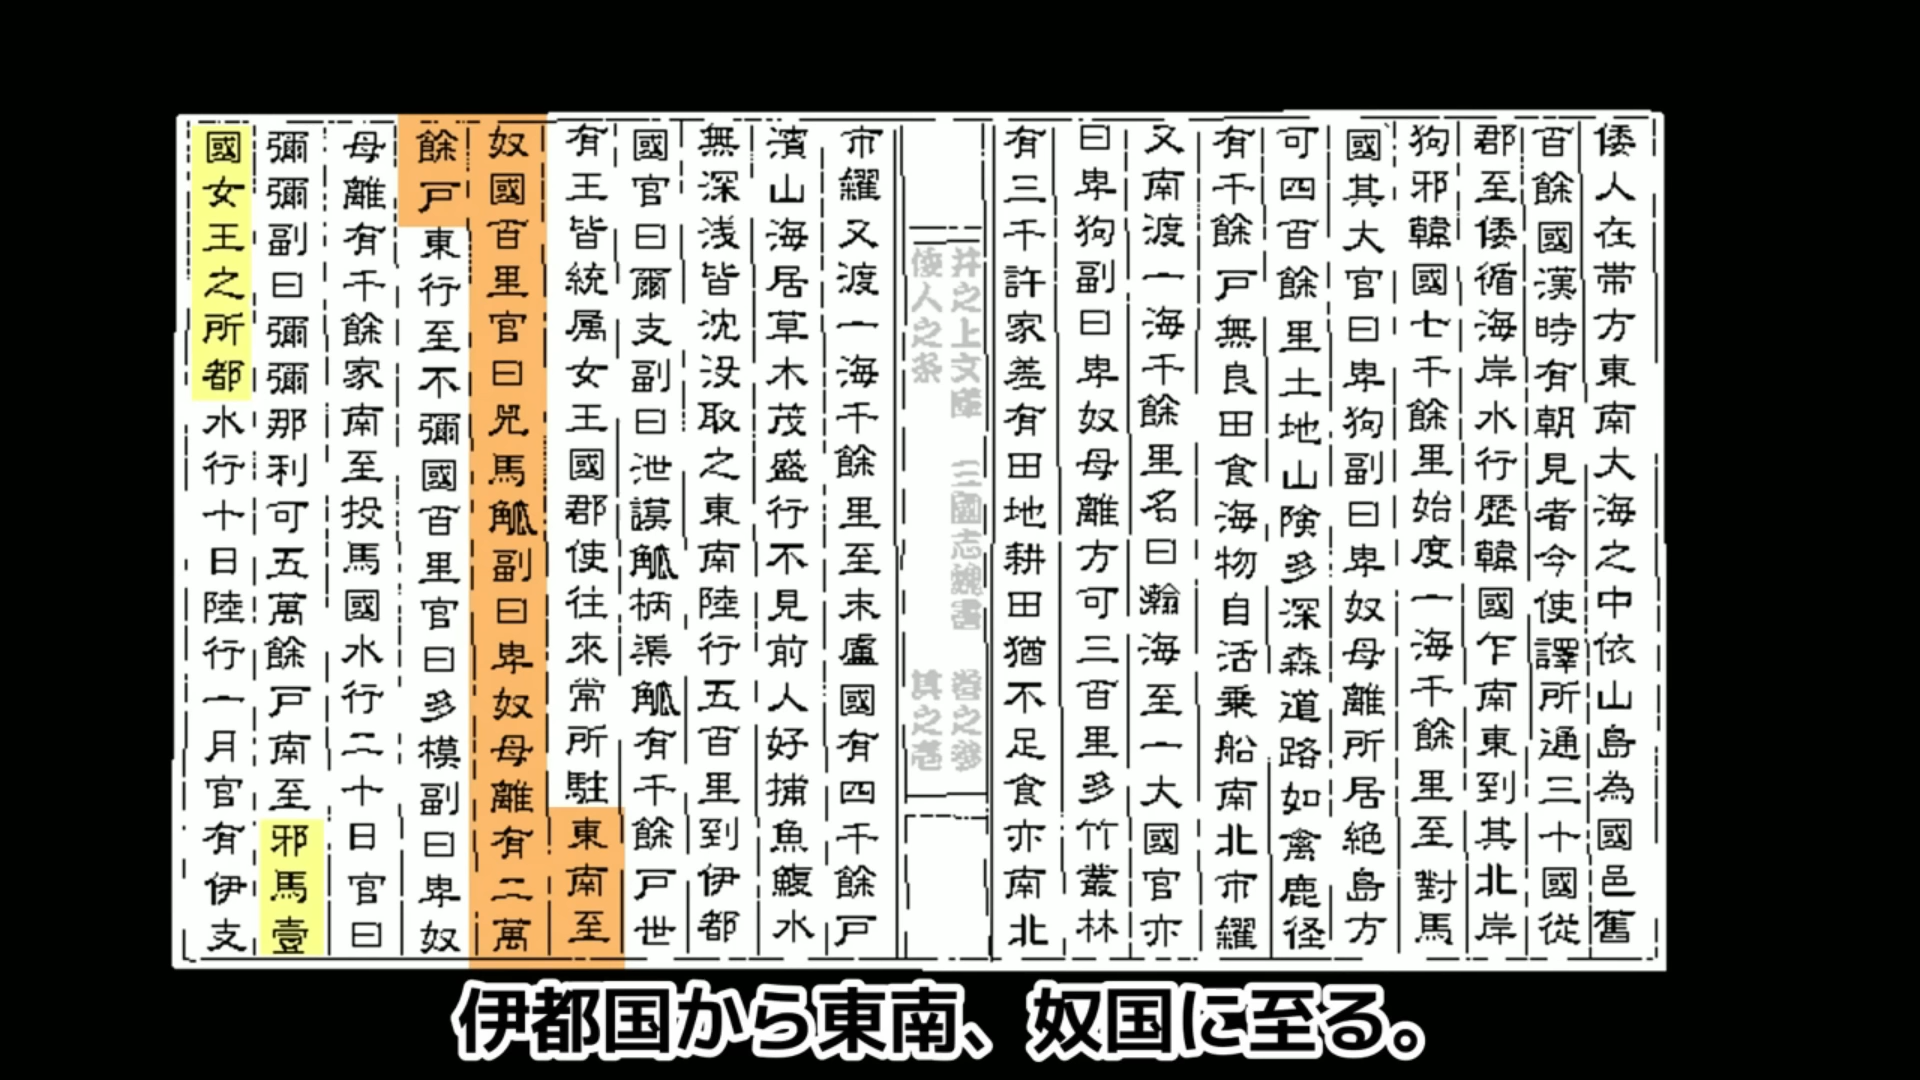 倭人在帯方東南大海之中依山島為國邑舊
百餘國漢時有朝見者今使譯所通三十國従
郡至倭循海岸水行歴韓國乍南東到其北岸
狗邪韓國七千餘里始度一海千餘里至對馬
國其大官曰卑狗副曰卑奴母離所居絶島方
可四百餘里土地山険多深森道路如禽鹿径
有千餘戸無良田食海物自活乗船南北市糴
又南渡一海千餘里名曰瀚海至一大國官亦
曰卑狗副曰卑奴母離方可三百里多竹叢林
有三千許家差有田地耕田猶不足食亦南北
三國志魏書
倭人之条
市糴又渡一海千餘里至末盧國有四千餘戸
濱山海居草木茂盛行不見前人好捕魚鰒水
無深浅皆沈没取之東南陸行五百里到伊都
國官曰爾支副曰泄謨觚柄渠觚有千餘戸世
有王皆統属女王國郡使往來常所駐東南至
奴國百里官曰兕馬觚副曰卑奴母離有二萬
餘戸東行至不彌國百里官曰多模副曰卑奴
母離有千餘家南至投馬國水行二十日官曰
彌彌副曰彌彌那利可五萬餘戸南至邪馬壹
國女王之所都水行十日陸行一月官有伊支
伊都国から東南、奴国に至る。